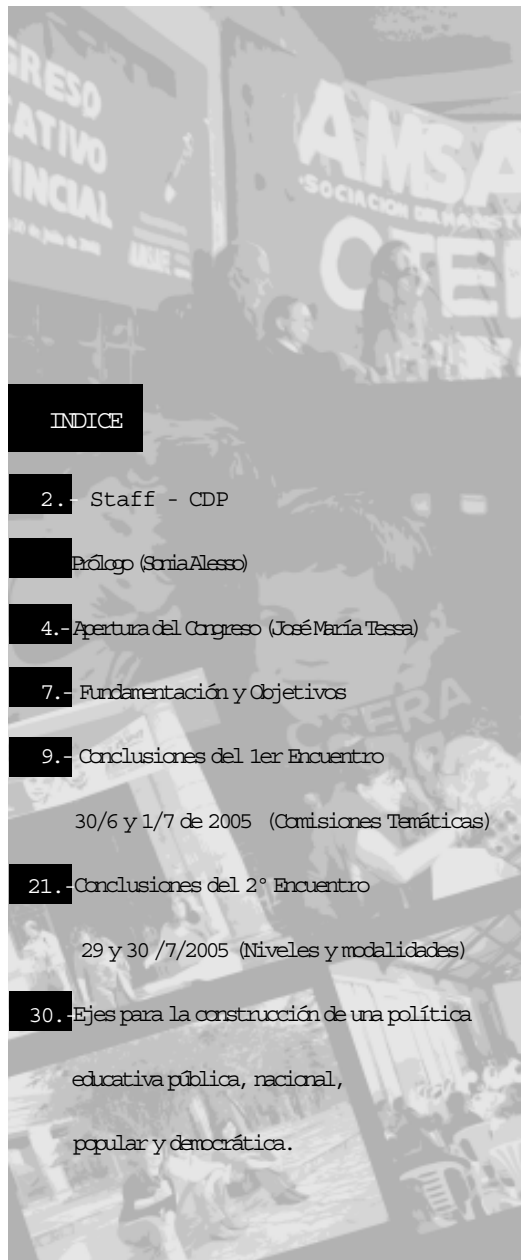 GRESO
CATIVO
INCIAL
AMSA
SOCIACION DEL MAGIST
CTER
INDICE
2.- Staff - CDP
Prólogo (Sonia Alesso)
4.- Apertura del Congreso (José María Tessa)
7.- Fundamentación y Objetivos
CTERA
9.- Conclusiones del 1er Encuentro
30/6 y 1/7 de 2005 (Comisiones Temáticas)
21.- Conclusiones del 2° Encuentro
29 y 30 /7/2005 (Niveles y modalidades)
30.- Ejes para la construcción de una política
educativa pública, nacional,
popular y democrática.